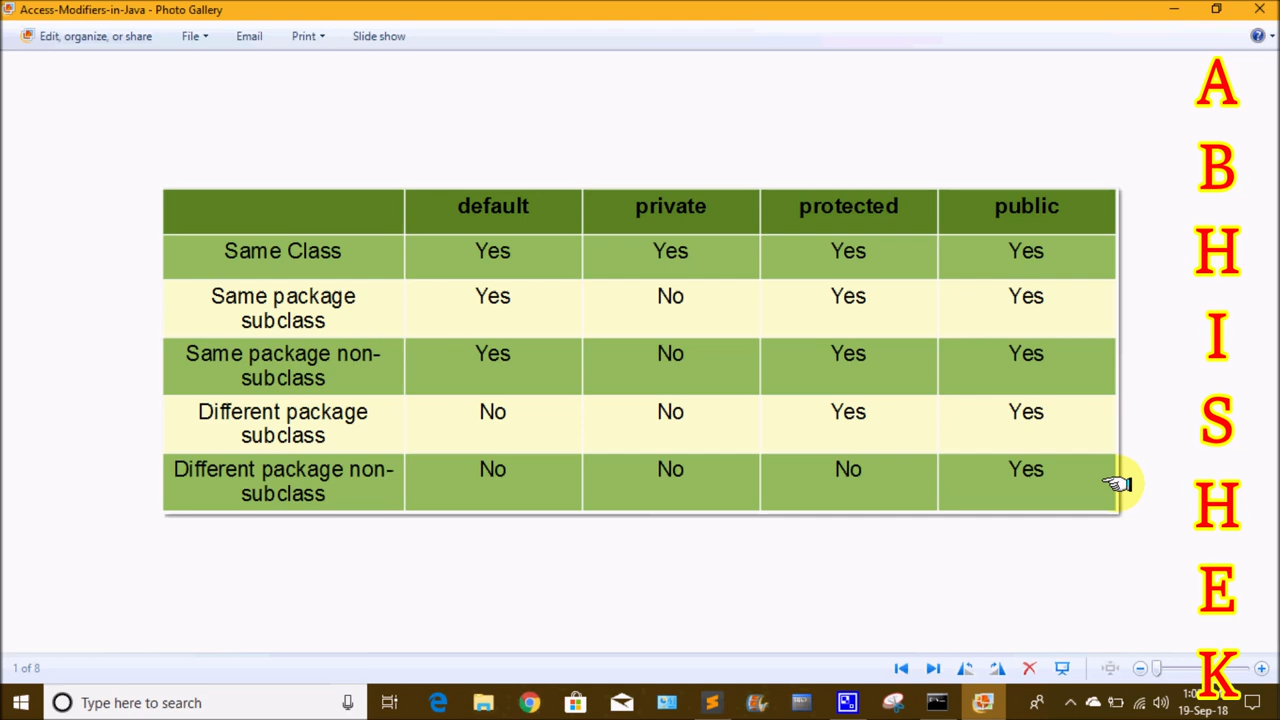 Access-Modifiers-in-Java - Photo Gallery
Edit, organize, or share File Email Print Slide show
default private protected public
Same Class Yes Yes Yes Yes
Same package
subclass
Yes No Yes Yes
Same package non-
subclass
Yes No Yes Yes
Different package
subclass
No No Yes Yes
Different package non-
subclass
No No No Yes
A
B
H
I
S
H
E
K
1 of 8
Type here to search
19-Sep-18